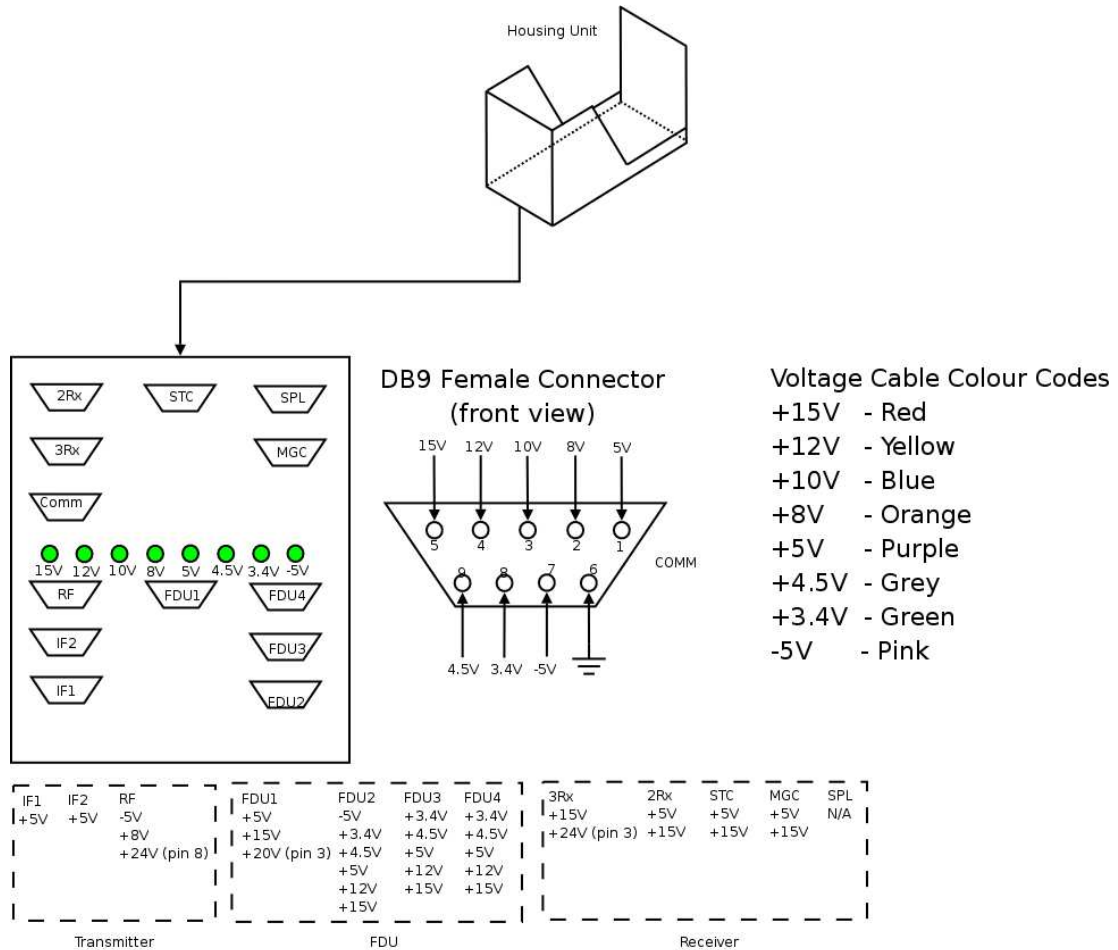 Housing Unit
2Rx STC SPL
3Rx MGC
Comm
15V 12V 10V 8V 5V 4.5V 3.4V -5V
RF FDU1 FDU4
IF2 FDU3
IF1 FDU2
DB9 Female Connector
(front view)
15V 12V 10V 8V 5V
5 4 3 2 1
COMM
9 8 7 6
4.5V 3.4V -5V
Voltage Cable Colour Codes
+15V - Red
+12V - Yellow
+10V - Blue
+8V - Orange
+5V - Purple
+4.5V - Grey
+3.4V - Green
-5V - Pink
IF1 IF2 RF
+5V +5V -5V
+8V
+24V (pin 8)
Transmitter
FDU1 FDU2 FDU3 FDU4
+5V -5V +3.4V +3.4V
+15V +3.4V +4.5V +4.5V
+20V (pin 3) +4.5V +5V +5V
+5V +12V +12V
+12V +15V +15V
+15V
FDU
3Rx 2Rx STC MGC SPL
+15V +5V +5V +5V N/A
+24V (pin 3) +15V +15V +15V
Receiver